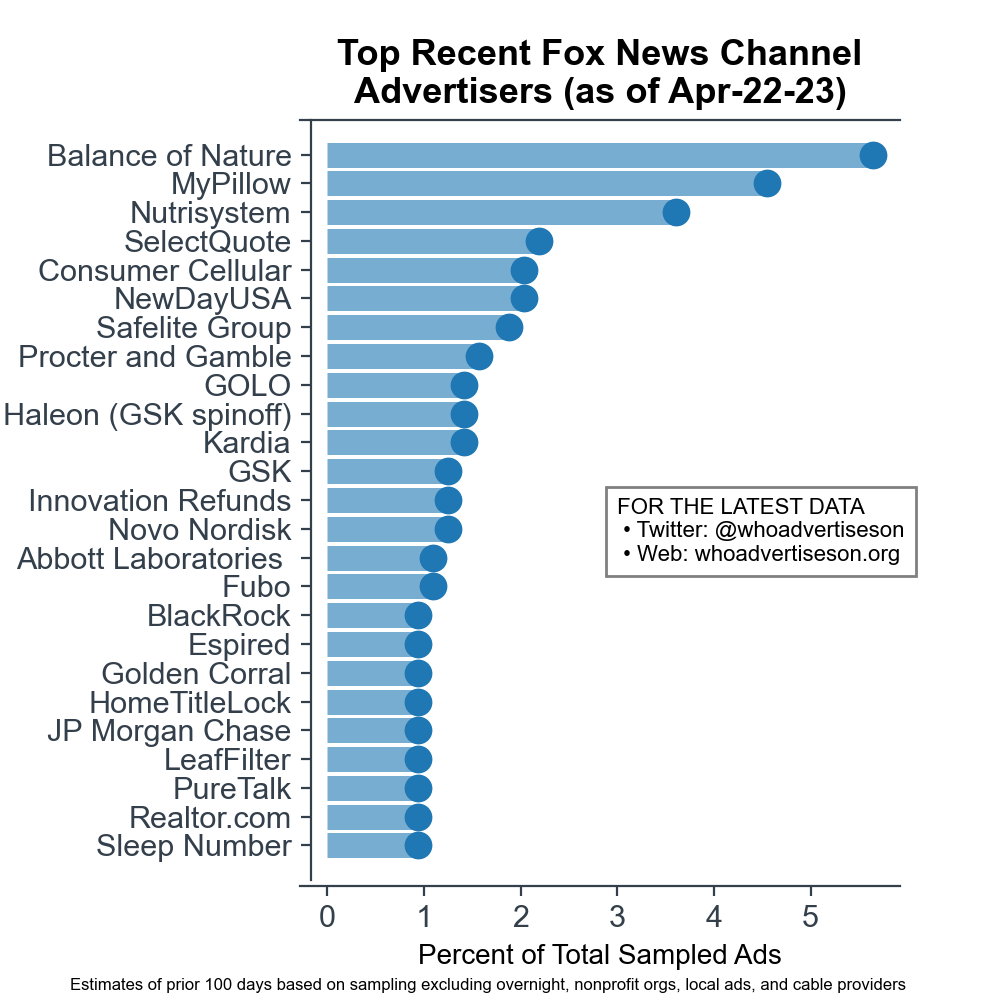 Top Recent Fox News Channel
Advertisers (as of Apr-22-23)
Balance of Nature
MyPillow
Nutrisystem
SelectQuote
Consumer Cellular
NewDayUSA
Safelite Group
Procter and Gamble
GOLO
Haleon (GSK spinoff)
Kardia
GSK
Innovation Refunds
Novo Nordisk
Abbott Laboratories
Fubo
BlackRock
Espired
Golden Corral
HomeTitleLock
JP Morgan Chase
LeafFilter
PureTalk
Realtor.com
Sleep Number
FOR THE LATEST DATA
• Twitter: @whoadvertiseson
• Web: whoadvertiseson.org
0 1 2 3 4 5
Percent of Total Sampled Ads
Estimates of prior 100 days based on sampling excluding overnight, nonprofit orgs, local ads, and cable providers